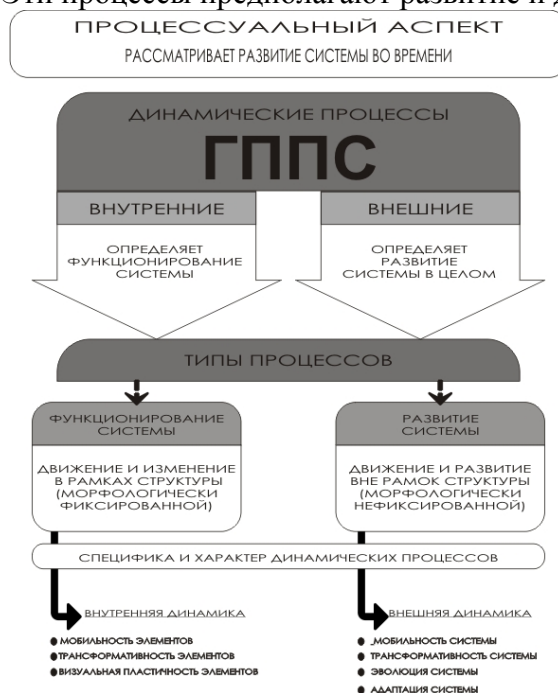 Эти процессы предполагают развитие и
ПРОЦЕССУАЛЬНЫЙ АСПЕКТ
РАССМАТРИВАЕТ РАЗВИТИЕ СИСТЕМЫ ВО ВРЕМЕНИ
ДИНАМИЧЕСКИЕ ПРОЦЕССЫ
ГППС
ВНУТРЕННИЕ
ОПРЕДЕЛЯЕТ
ФУНКЦИОНИРОВАНИЕ
СИСТЕМЫ
ВНЕШНИЕ
ОПРЕДЕЛЯЕТ
РАЗВИТИЕ
СИСТЕМЫ В ЦЕЛОМ
ТИПЫ ПРОЦЕССОВ
ФУНКЦИОНИРОВАНИЕ
СИСТЕМЫ
ДВИЖЕНИЕ И ИЗМЕНЕНИЕ
В РАМКАХ СТРУКТУРЫ
(МОРФОЛОГИЧЕСКИ
ФИКСИРОВАННОЙ)
РАЗВИТИЕ
СИСТЕМЫ
ДВИЖЕНИЕ И РАЗВИТИЕ
ВНЕ РАМОК СТРУКТУРЫ
(МОРФОЛОГИЧЕСКИ
НЕФИКСИРОВАННОЙ)
СПЕЦИФИКА И ХАРАКТЕР ДИНАМИЧЕСКИХ ПРОЦЕССОВ
ВНУТРЕННЯЯ ДИНАМИКА
● МОБИЛЬНОСТЬ ЭЛЕМЕНТОВ
● ТРАНСФОРМАТИВНОСТЬ ЭЛЕМЕНТОВ
● ВИЗУАЛЬНАЯ ПЛАСТИЧНОСТЬ ЭЛЕМЕНТОВ
ВНЕШНЯЯ ДИНАМИКА
● МОБИЛЬНОСТЬ СИСТЕМЫ
● ТРАНСФОРМАТИВНОСТЬ СИСТЕМЫ
● ЭВОЛЮЦИЯ СИСТЕМЫ
● АДАПТАЦИЯ СИСТЕМЫ